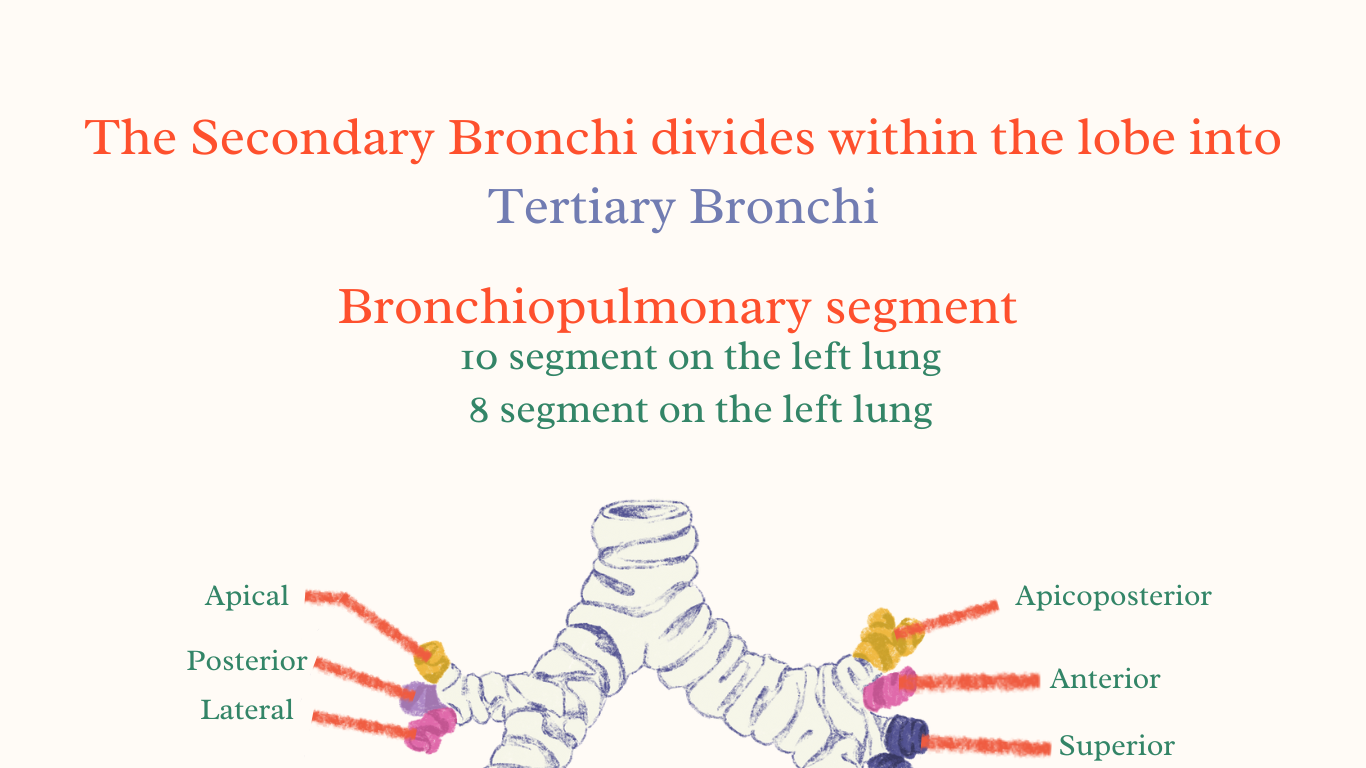 The Secondary Bronchi divides within the lobe into
Tertiary Bronchi
Bronchiopulmonary segment
10 segment on the left lung
8 segment on the left lung
Apical
Posterior
Lateral
Apicoposterior
Anterior
Superior